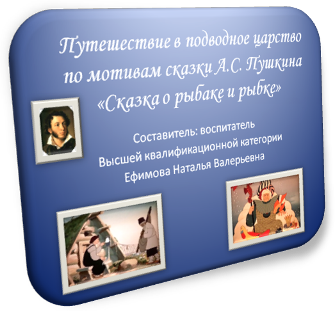 Путешествие в подводное царство
по мотивам сказки А.С. Пушкина
«Сказка о рыбаке и рыбке»
Составитель: воспитатель
Высшей квалификационной категории
Ефимова Наталья Валерьевна